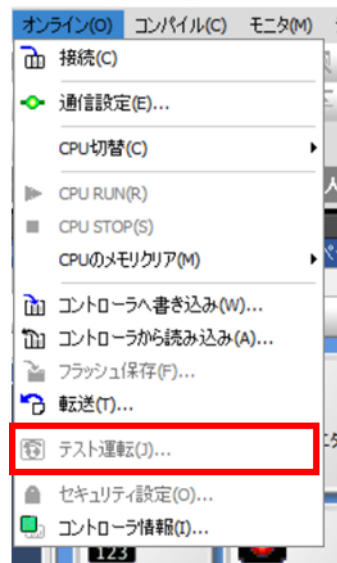 オンライン(O) コンパイル(C) モニタ(M)
接続(C)
通信設定(E)...
CPU切替(C)
CPU RUN(R)
CPU STOP(S)
CPUのメモリクリア(M)
コントローラへ書き込み(W)...
コントローラから読み込み(A)...
フラッシュ保存(F)...
転送(T)...
テスト運転(J)...
セキュリティ設定(O)...
コントローラ情報(I)...
123